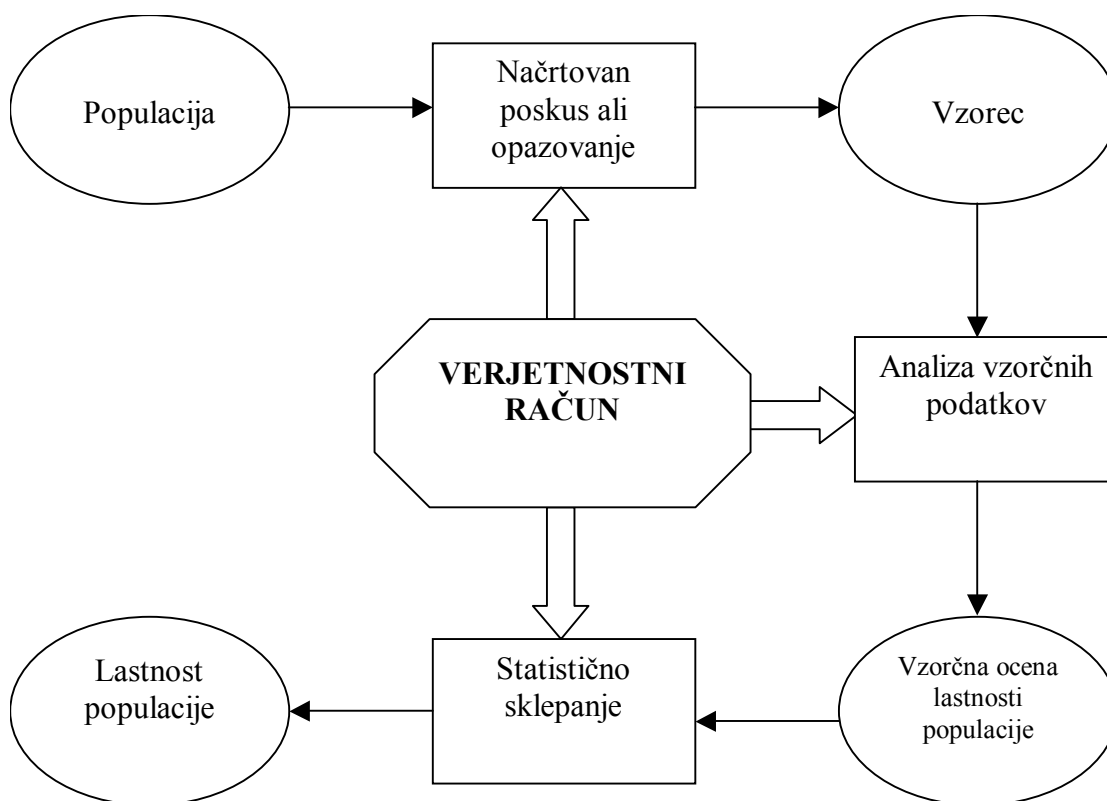 Populacija
Načrtovan
poskus ali
opazovanje
Vzorec
VERJETNOSTNI
RAČUN
Analiza vzorčnih
podatkov
Lastnost
populacije
Statistično
sklepanje
Vzorčna ocena
lastnosti
populacije